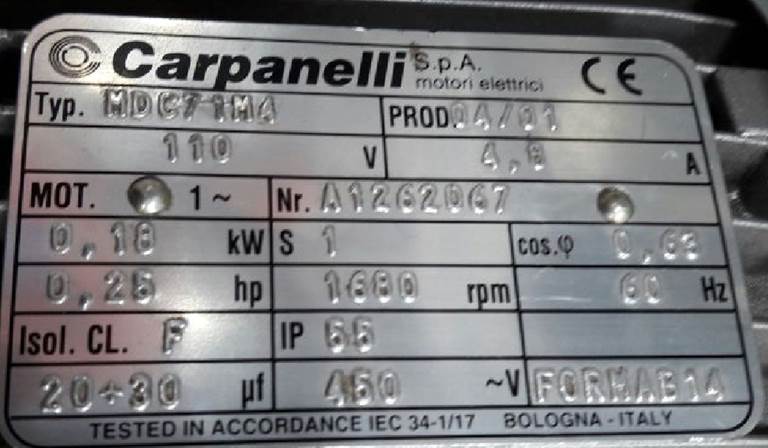 Carpanelli S.p.A.
motori elettrici CE
Typ. MDC71M4 PROD 04/01
110 V 4,8 A
MOT. 1~ Nr. A1262067
0,18 kW S 1 cos.φ 0,63
0,25 hp 1680 rpm 60 Hz
Isol. CL. F IP 55
20÷30 µf 450 ~V FORMAB14
TESTED IN ACCORDANCE IEC 34-1/17 BOLOGNA - ITALY